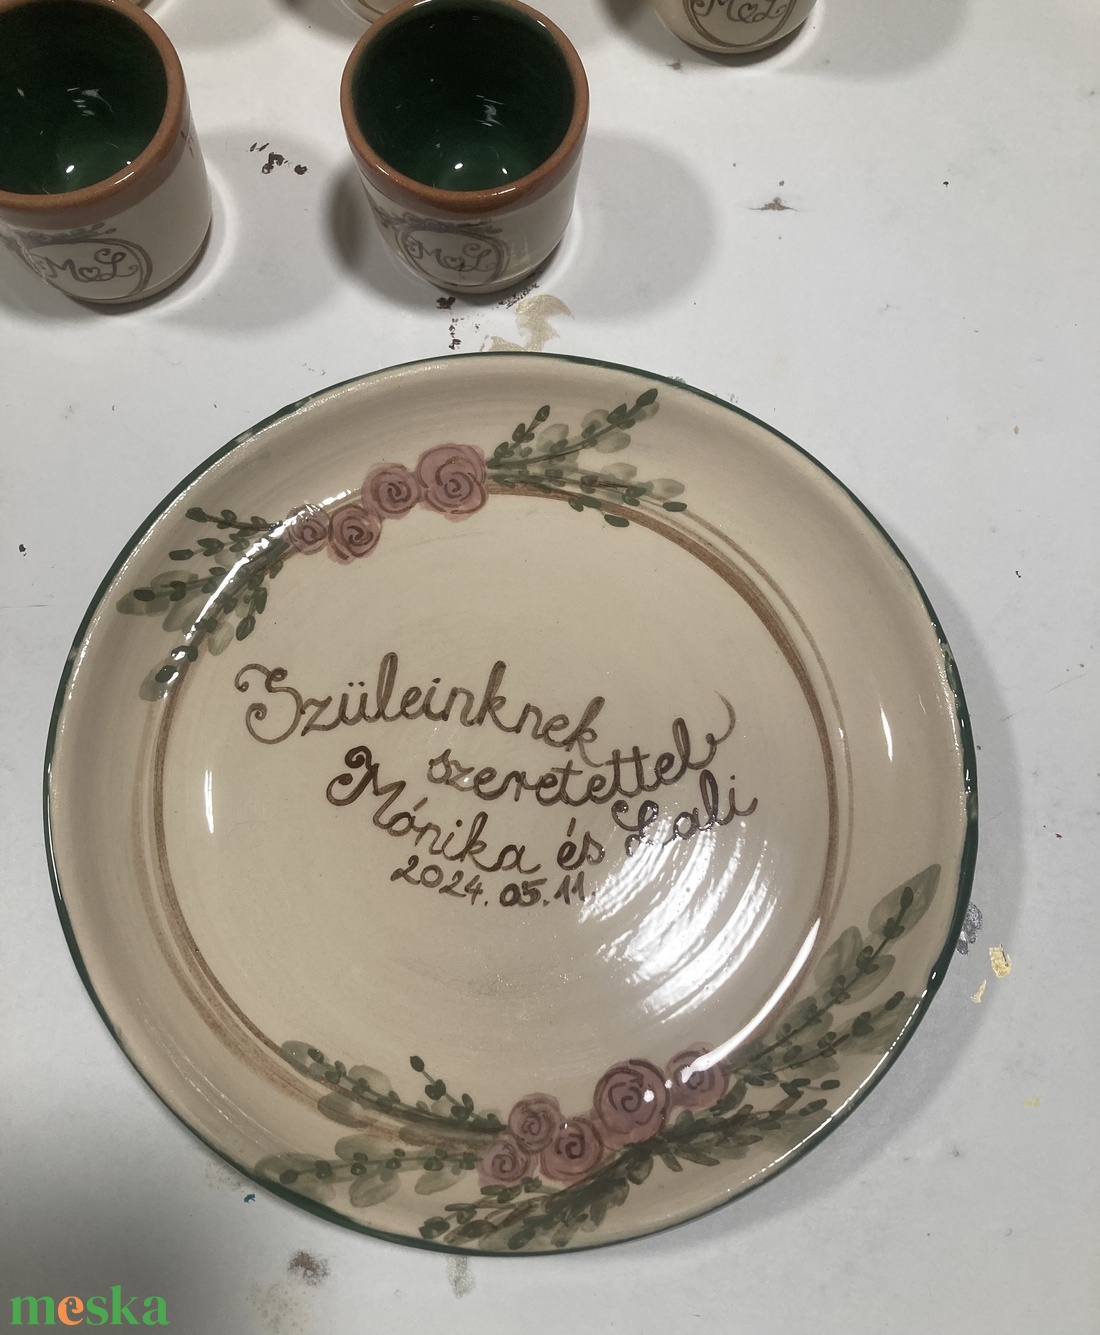 M L
M L
M L
Szüleinknek
szeretettel
Mónika és Lali
2024. 05. 11.
meska